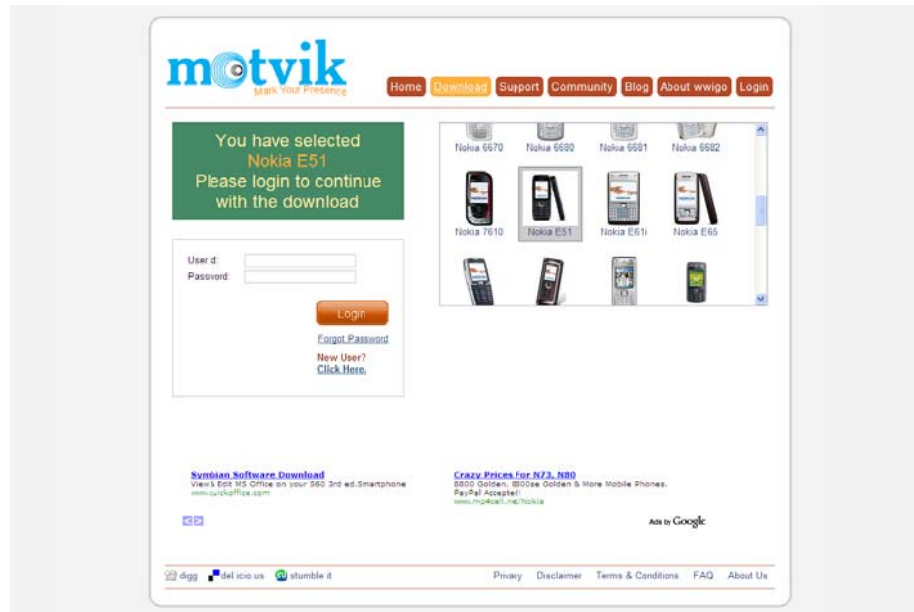 motvik
Mark Your Presence
Home Download Support Community Blog About wwigo Login
You have selected
Nokia E51
Please login to continue
with the download
Nokia 6670 Nokia 6680 Nokia 6681 Nokia 6682
Nokia 7610 Nokia E51 Nokia E61i Nokia E65
User d:
Password:
Login
Forgot Password
New User?
Click Here.
Symbian Software Download
View & Edit MS Office on your S60 3rd ed.Smartphone
www.quickoffice.com
Crazy Prices For N73, N80
8800 Golden, 8800se Golden & More Mobile Phones.
PayPal Accepted!
www.mp4cell.net/Nokia
Ads by Google
digg del.icio.us stumble it
Privacy Disclaimer Terms & Conditions FAQ About Us